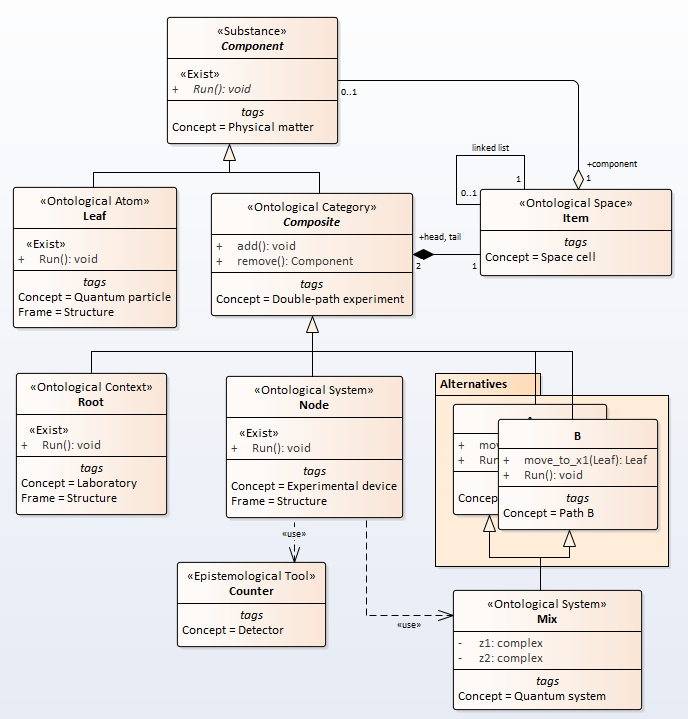 «Substance»
Component
«Exist»
+ Run(): void
tags
Concept = Physical matter
0..1
+component
1
linked list
1
0..1
«Ontological Space»
Item
tags
Concept = Space cell
«Ontological Atom»
Leaf
«Exist»
+ Run(): void
tags
Concept = Quantum particle
Frame = Structure
«Ontological Category»
Composite
+ add(): void
+ remove(): Component
tags
Concept = Double-path experiment
+head, tail
2
1
«Ontological Context»
Root
«Exist»
+ Run(): void
tags
Concept = Laboratory
Frame = Structure
«Ontological System»
Node
«Exist»
+ Run(): void
tags
Concept = Experimental device
Frame = Structure
Alternatives
+
+ Run
B
+ move_to_x1(Leaf): Leaf
+ Run(): void
tags
Concept = Path B
«use»
«Epistemological Tool»
Counter
tags
Concept = Detector
«use»
«Ontological System»
Mix
- z1: complex
- z2: complex
tags
Concept = Quantum system